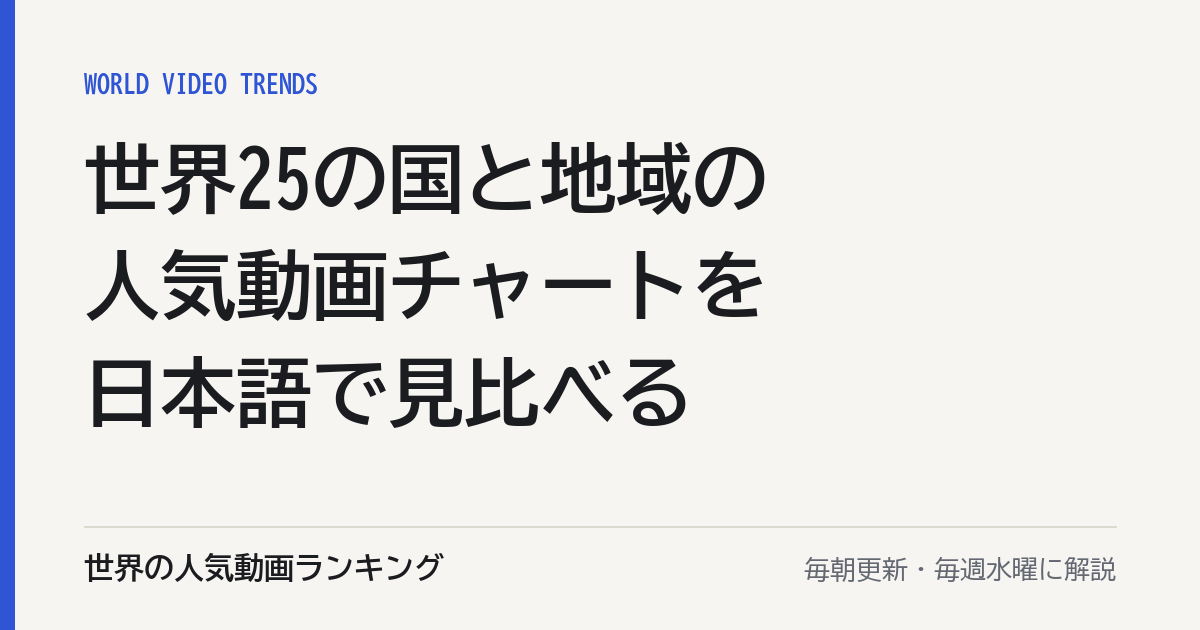 WORLD VIDEO TRENDS
世界25の国と地域の
人気動画チャートを
日本語で見比べる
世界の人気動画ランキング
毎朝更新・毎週水曜に解説